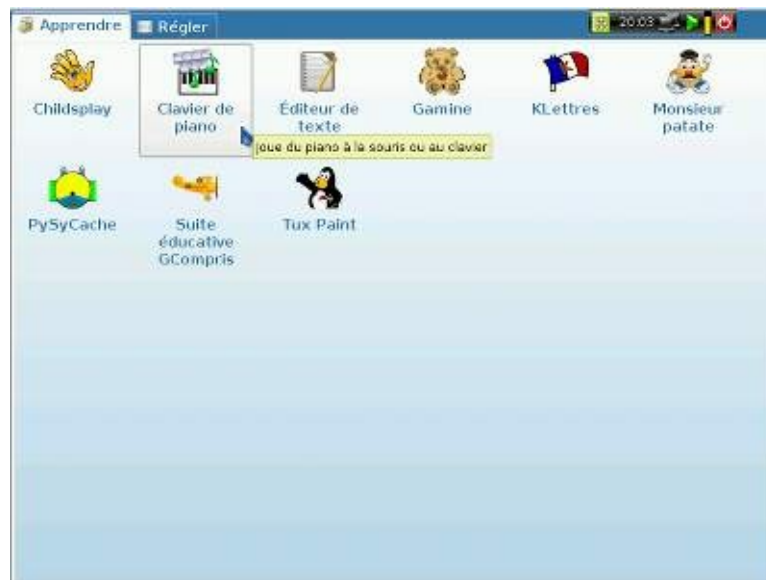 Apprendre
Régler
20:03
Childsplay
Clavier de
piano
Éditeur de
texte
Gamine
KLettres
Monsieur
patate
joue du piano à la souris ou au clavier
PySyCache
Suite
éducative
GCompris
Tux Paint